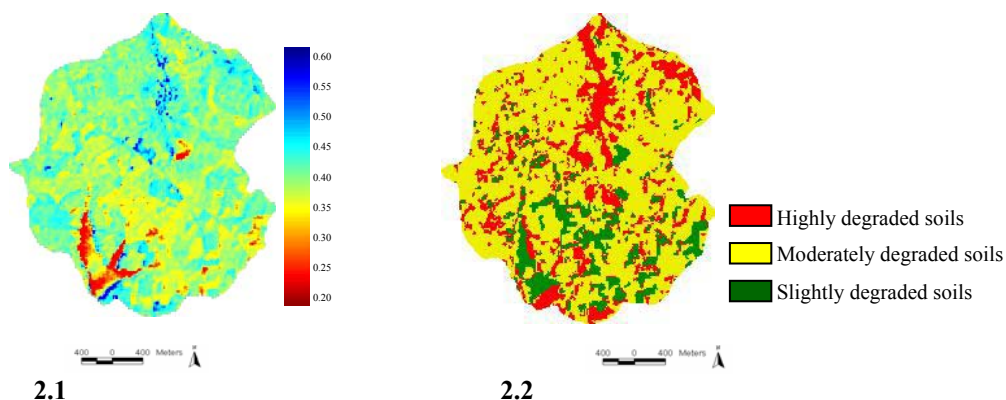 0.60
0.55
0.50
0.45
0.40
0.35
0.30
0.25
0.20
Highly degraded soils
Moderately degraded soils
Slightly degraded soils
400 0 400 Meters
400 0 400 Meters
2.1
2.2